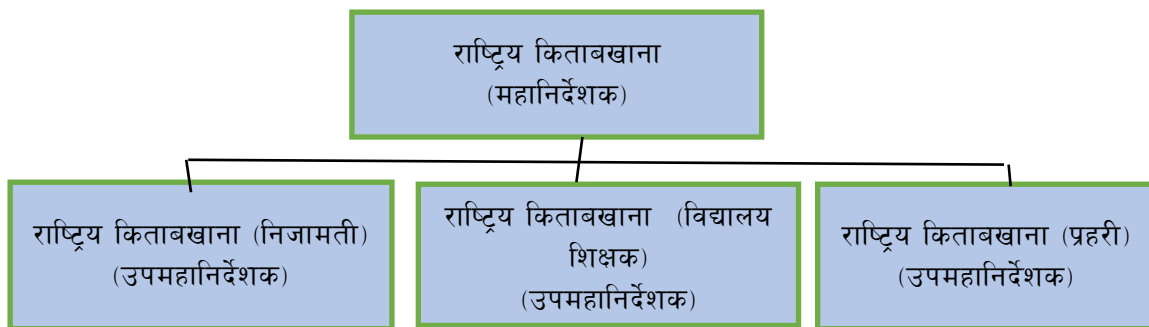 राष्ट्रिय किताबखाना
(महानिर्देशक)
राष्ट्रिय किताबखाना (निजामती)
(उपमहानिर्देशक)
राष्ट्रिय किताबखाना (विद्यालय
शिक्षक)
(उपमहानिर्देशक)
राष्ट्रिय किताबखाना (प्रहरी)
(उपमहानिर्देशक)